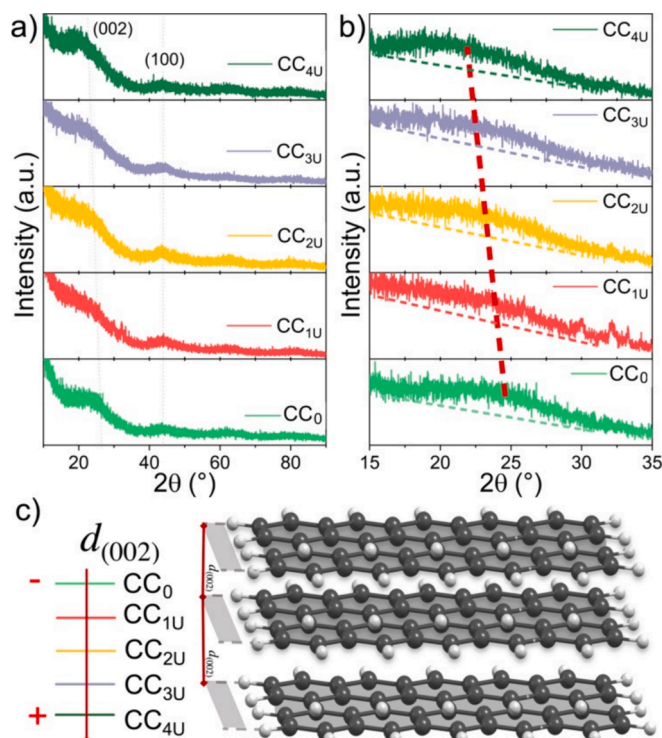 a)
(002)
(100)
CC4U
CC3U
CC2U
CC1U
CC0
Intensity (a.u.)
20 40 60 80
2θ (°)
b)
CC4U
CC3U
CC2U
CC1U
CC0
Intensity (a.u.)
15 20 25 30 35
2θ (°)
c)
d(002)
- CC0
CC1U
CC2U
CC3U
+ CC4U
d(002)
d(002)